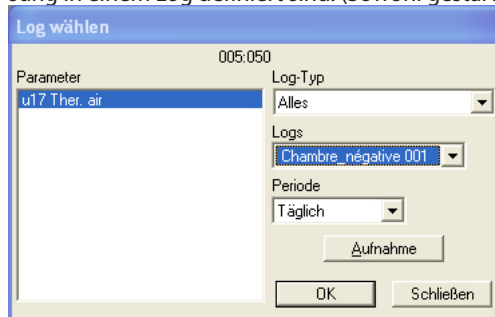 Log wählen
005:050
Parameter
Log-Typ
u17 Ther. air
Alles
Logs
Chambre_négative 001
Periode
Täglich
Aufnahme
OK
Schließen